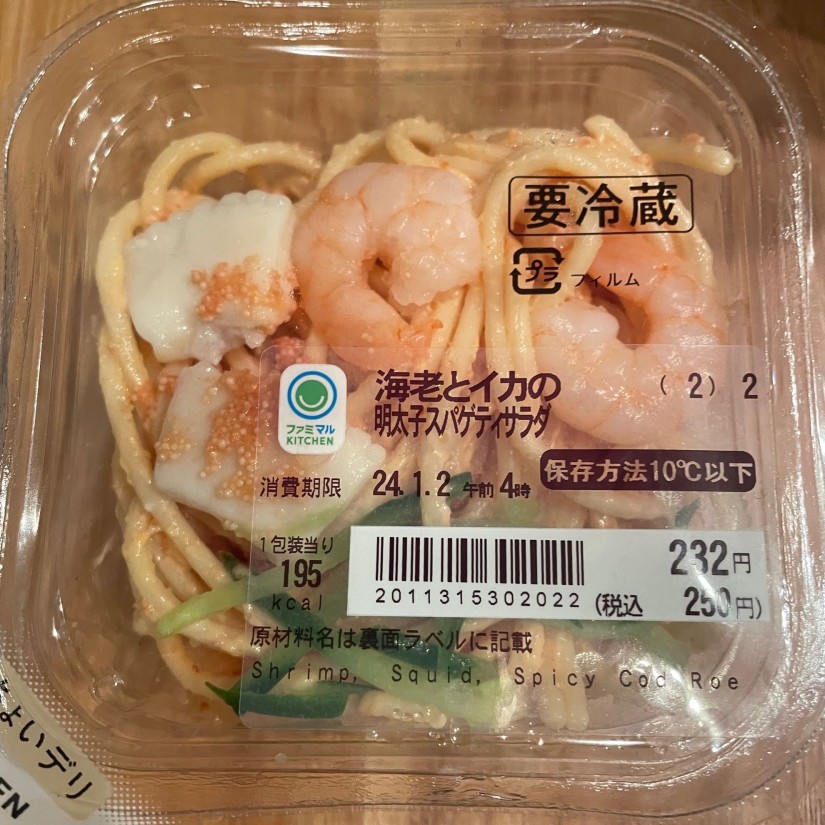 要冷蔵
プラ フィルム
ファミマル
KITCHEN
海老とイカの
明太子スパゲティサラダ
(2) 2
消費期限 24.1.2 午前4時
保存方法10℃以下
1包装当り
195
kcal
2011315302022
232円
(税込 250円)
原材料名は裏面ラベルに記載
Shrimp, Squid, Spicy Cod Roe
ょいデリ
EN